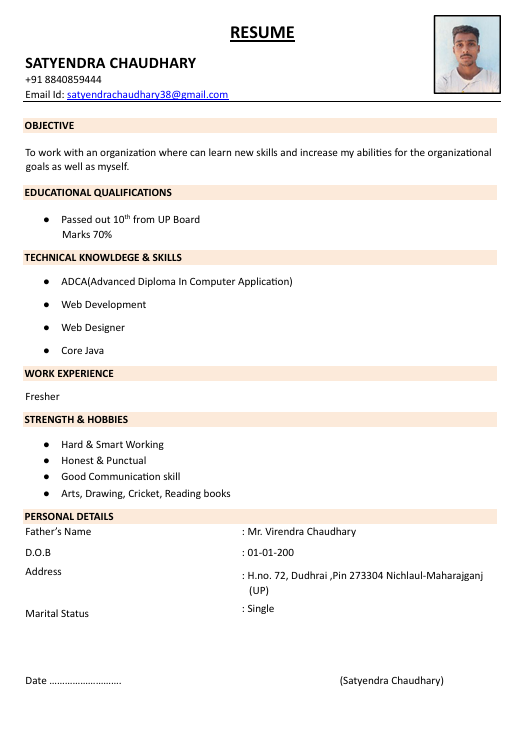 RESUME
SATYENDRA CHAUDHARY
+91 8840859444
Email Id: satyendrachaudhary38@gmail.com
OBJECTIVE
To work with an organization where can learn new skills and increase my abilities for the organizational
goals as well as myself.
EDUCATIONAL QUALIFICATIONS
● Passed out 10th from UP Board
Marks 70%
TECHNICAL KNOWLDEGE & SKILLS
● ADCA(Advanced Diploma In Computer Application)
● Web Development
● Web Designer
● Core Java
WORK EXPERIENCE
Fresher
STRENGTH & HOBBIES
● Hard & Smart Working
● Honest & Punctual
● Good Communication skill
● Arts, Drawing, Cricket, Reading books
PERSONAL DETAILS
Father’s Name : Mr. Virendra Chaudhary
D.O.B : 01-01-200
Address : H.no. 72, Dudhrai ,Pin 273304 Nichlaul-Maharajganj
(UP)
Marital Status : Single
Date ………………………. (Satyendra Chaudhary)